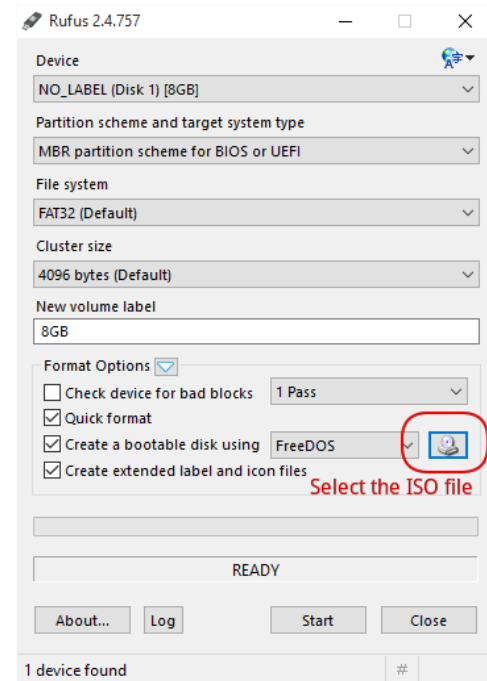 Rufus 2.4.757
Device
NO_LABEL (Disk 1) [8GB]
Partition scheme and target system type
MBR partition scheme for BIOS or UEFI
File system
FAT32 (Default)
Cluster size
4096 bytes (Default)
New volume label
8GB
Format Options
Check device for bad blocks 1 Pass
Quick format
Create a bootable disk using FreeDOS
Create extended label and icon files
Select the ISO file
READY
About... Log Start Close
1 device found #